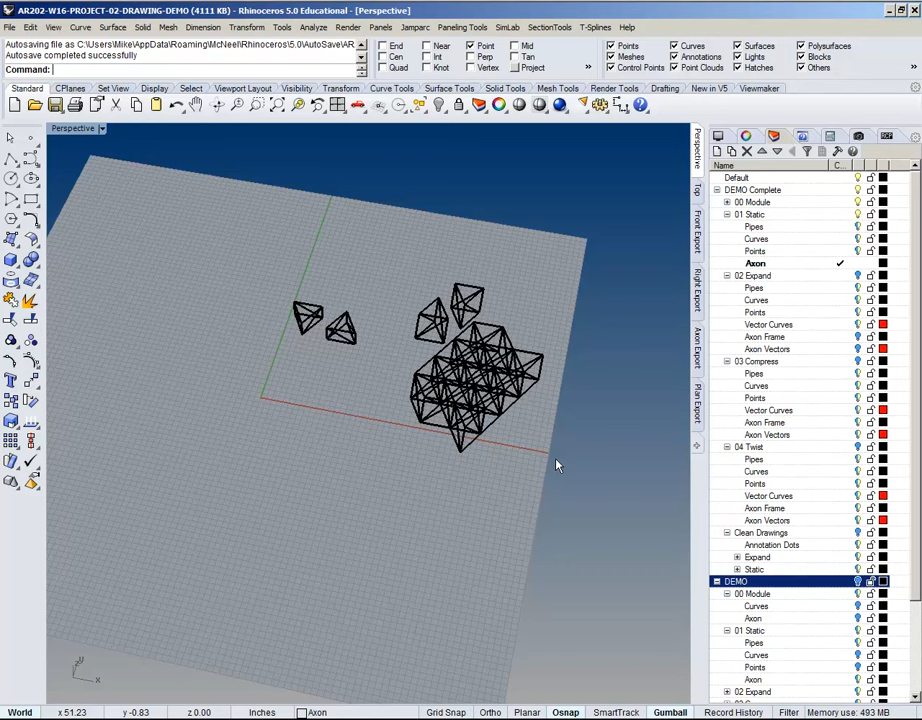 AR202-W16-PROJECT-02-DRAWING-DEMO (4111 KB) - Rhinoceros 5.0 Educational - [Perspective]
File Edit View Curve Surface Solid Mesh Dimension Transform Tools Analyze Render Panels Jamparc Paneling Tools SimLab SectionTools T-Splines Help
Autosaving file as C:\Users\Mike\AppData\Roaming\McNeel\Rhinoceros\5.0\AutoSave\AR
Autosave completed successfully
Command:
End Near Point Mid
Cen Int Perp Tan
Quad Knot Vertex Project
Points Curves Surfaces Polysurfaces
Meshes Annotations Lights Blocks
Control Points Point Clouds Hatches Others
Standard CPlanes Set View Display Select Viewport Layout Visibility Transform Curve Tools Surface Tools Solid Tools Mesh Tools Render Tools Drafting New in V5 Viewmaker
Perspective
Perspective
Top
Front Export
Right Export
Axon Export
Plan Export
Name C...
Default
DEMO Complete
00 Module
01 Static
Pipes
Curves
Points
Axon
02 Expand
Pipes
Curves
Points
Vector Curves
Axon Frame
Axon Vectors
03 Compress
Pipes
Curves
Points
Vector Curves
Axon Frame
Axon Vectors
04 Twist
Pipes
Curves
Points
Vector Curves
Axon Frame
Axon Vectors
Clean Drawings
Annotation Dots
Expand
Static
DEMO
00 Module
Curves
Axon
01 Static
Pipes
Curves
Points
Axon
02 Expand
y
x
World x 51.23 y -0.83 z 0.00 Inches Axon Grid Snap Ortho Planar Osnap SmartTrack Gumball Record History Filter Memory use: 493 MB